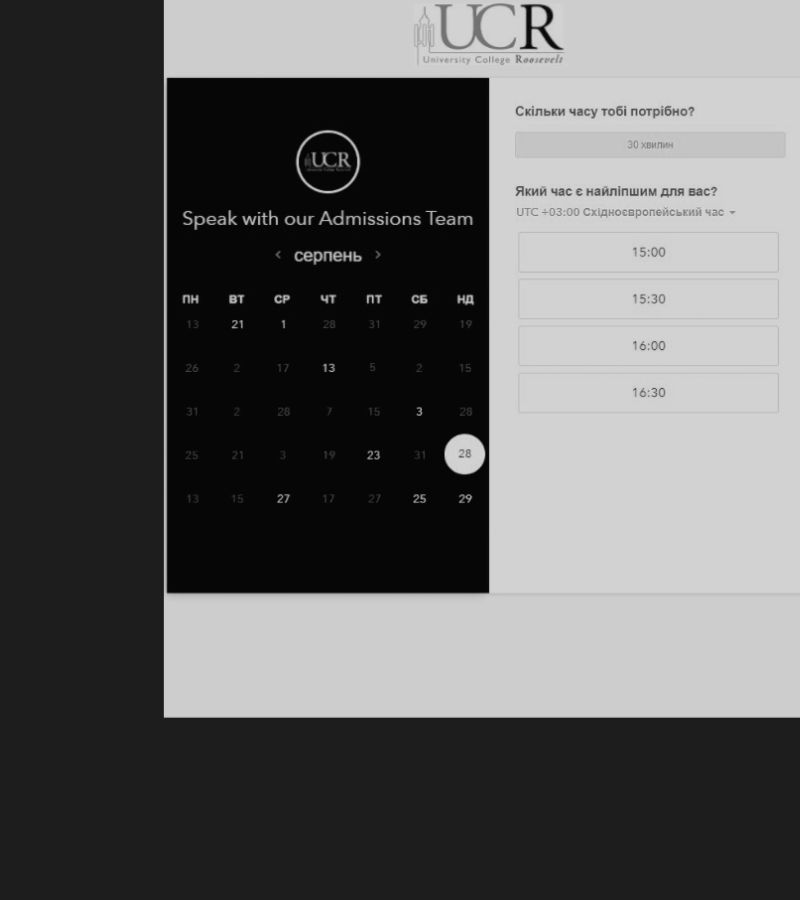 UCR
University College Roosevelt
UCR
Speak with our Admissions Team
< серпень >
ПН ВТ СР ЧТ ПТ СБ НД
13 21 1 28 31 29 19
26 2 17 13 5 2 15
31 2 28 7 15 3 28
25 21 3 19 23 31 28
13 15 27 17 27 25 29
Скільки часу тобі потрібно?
30 хвилин
Який час є найліпшим для вас?
UTC +03:00 Східноєвропейський час
15:00
15:30
16:00
16:30